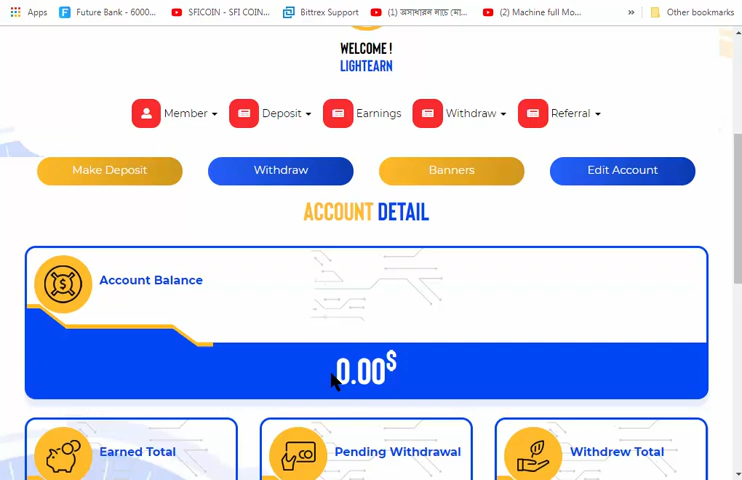 Apps Future Bank - 6000... SFICOIN - SFI COIN... Bittrex Support (1) অসাধারন নাচে (মা... (2) Machine full Mo... » Other bookmarks
WELCOME !
LIGHTEARN
Member Deposit Earnings Withdraw Referral
Make Deposit Withdraw Banners Edit Account
ACCOUNT DETAIL
Account Balance
0.00$
Earned Total Pending Withdrawal Withdrew Total